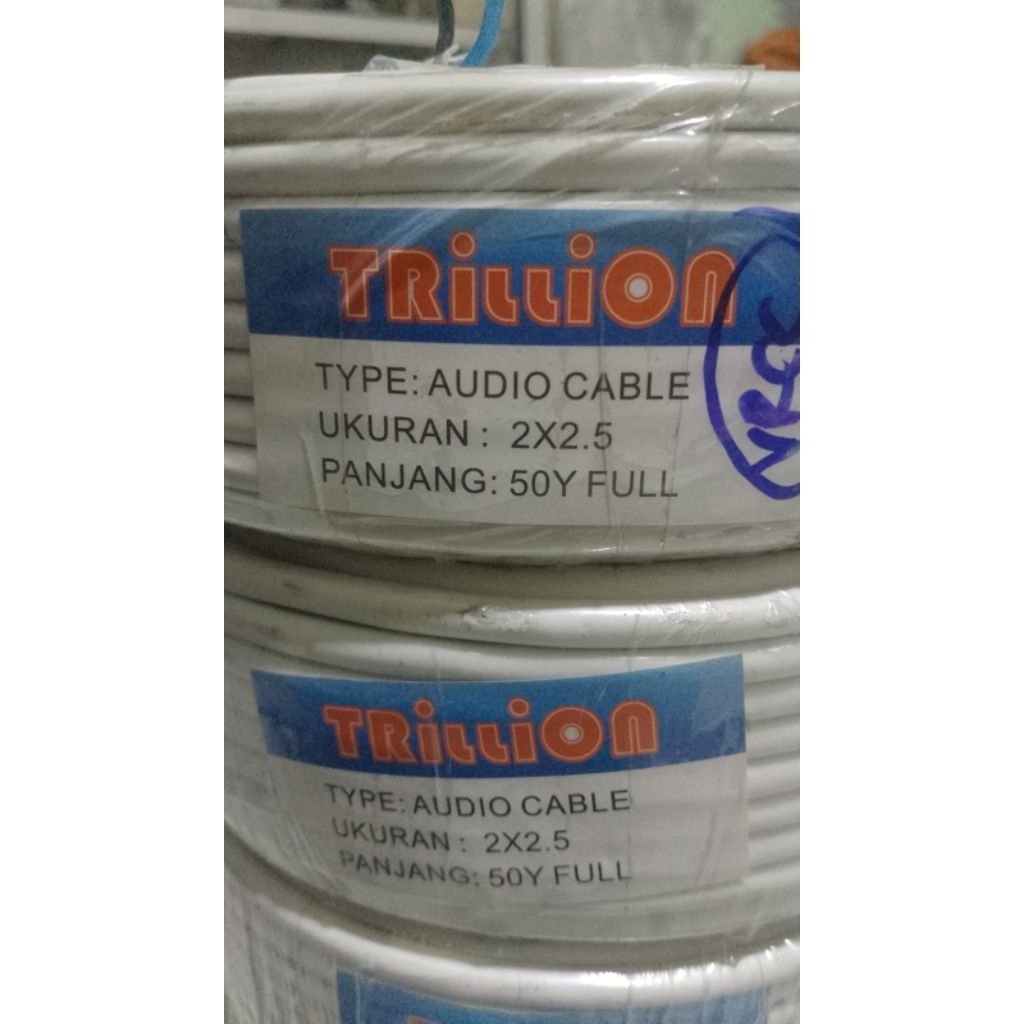 TRiLLiON
TYPE: AUDIO CABLE
UKURAN : 2X2.5
PANJANG: 50Y FULL
TRiLLiON
TYPE: AUDIO CABLE
UKURAN : 2X2.5
PANJANG: 50Y FULL
TRiLLiON